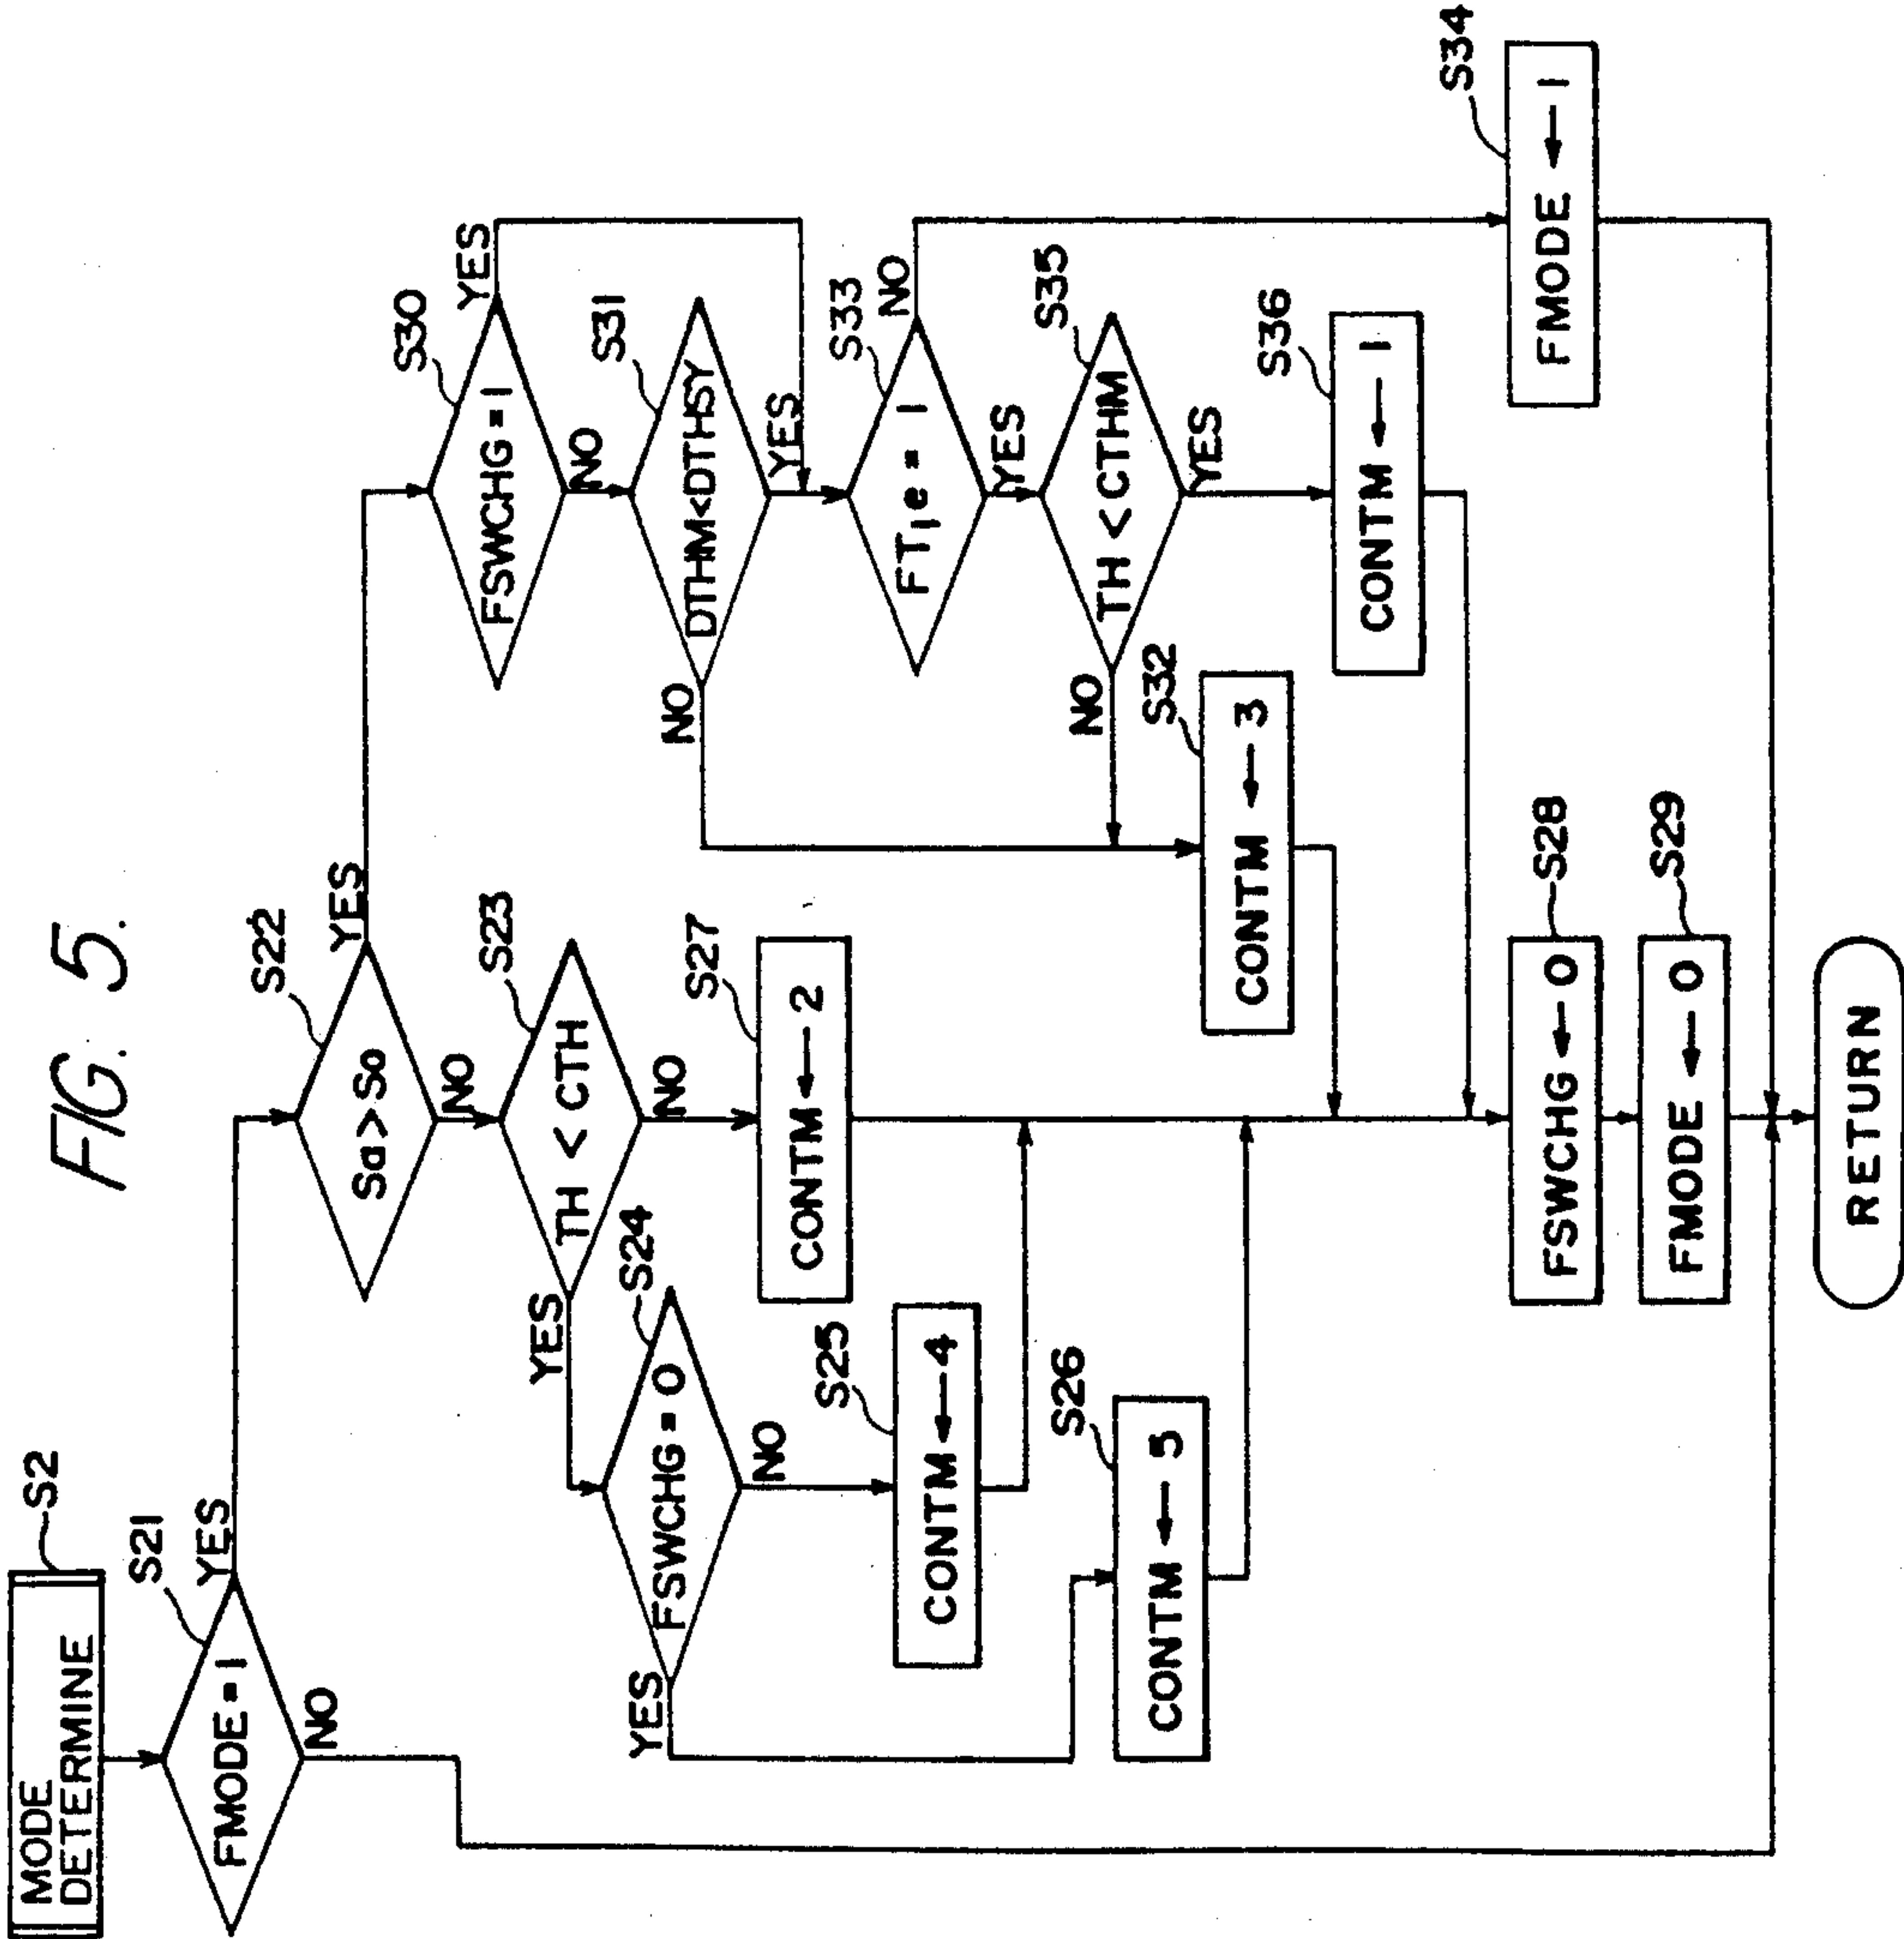 FIG. 5.
MODE
DETERMINE
S2
S21
FMODE = 1
YES
NO
S22
Sa > So
YES
NO
S23
TH < CTH
YES
NO
S24
FSWCHG = 0
YES
NO
S25
CONTM ← 4
S26
CONTM ← 5
S27
CONTM ← 2
S30
FSWCHG = 1
YES
NO
S31
DTHM<DTHSY
NO
YES
S33
FT1e = 1
NO
YES
S35
TH < CTHM
NO
YES
S32
CONTM ← 3
S36
CONTM ← 1
S34
FMODE ← 1
S28
FSWCHG ← 0
S29
FMODE ← 0
RETURN